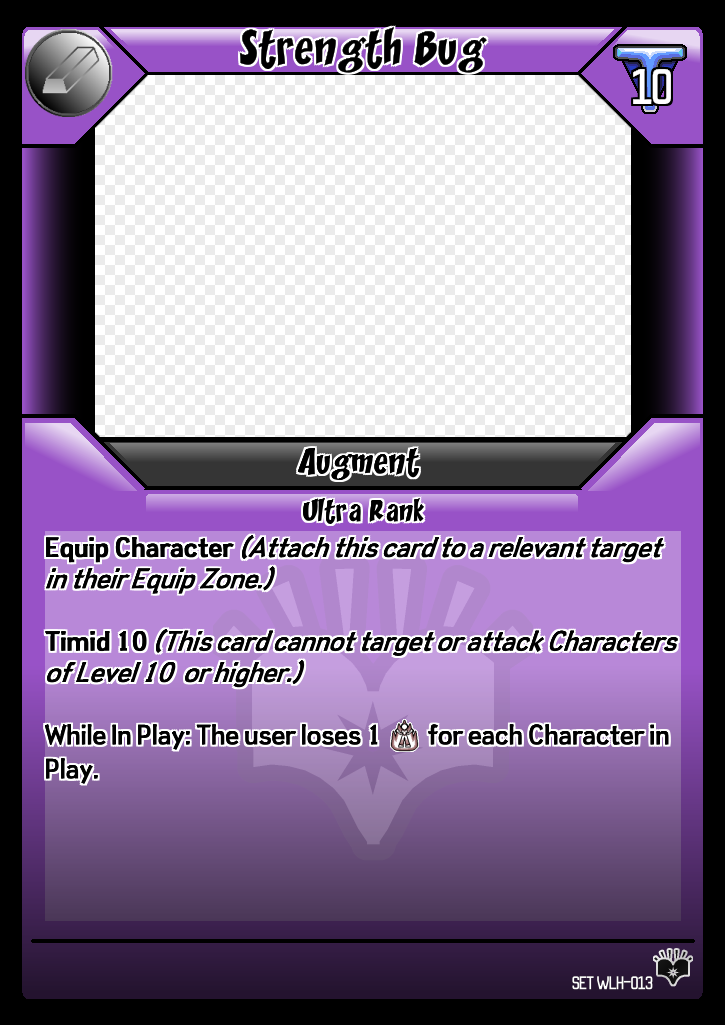 Strength Bug
10
Augment
Ultra Rank
Equip Character (Attach this card to a relevant target
in their Equip Zone.)
Timid 10 (This card cannot target or attack Characters
of Level 10 or higher.)
While In Play: The user loses 1 for each Character in
Play.
SET WLH-013